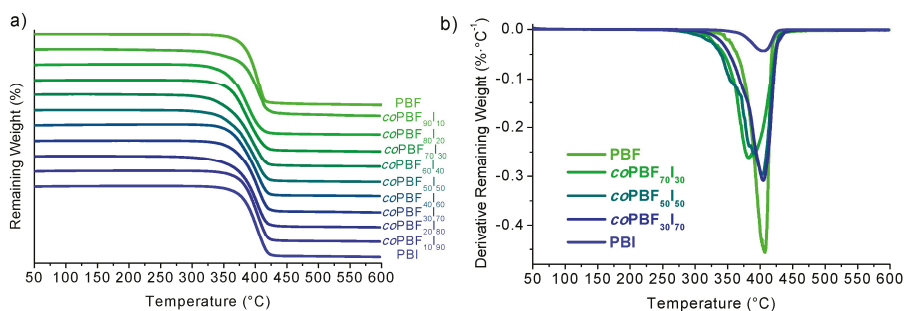 a)
Remaining Weight (%)
PBF
coPBF90I10
coPBF80I20
coPBF70I30
coPBF60I40
coPBF50I50
coPBF40I60
coPBF30I70
coPBF20I80
coPBF10I90
PBI
50 100 150 200 250 300 350 400 450 500 550 600
Temperature (°C)
b)
Derivative Remaining Weight (%·°C-1)
0.0
-0.1
-0.2
-0.3
-0.4
PBF
coPBF70I30
coPBF50I50
coPBF30I70
PBI
50 100 150 200 250 300 350 400 450 500 550 600
Temperature (°C)